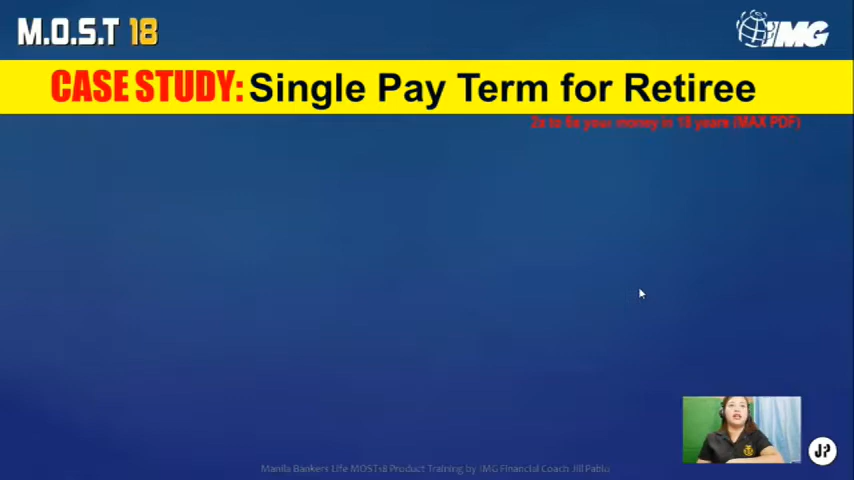 M.O.S.T 18
IMG
CASE STUDY: Single Pay Term for Retiree
2x to 6x your money in 18 years (MAX PDF)
Manila Bankers Life MOST18 Product Training by IMG Financial Coach Jill Pablo
JP